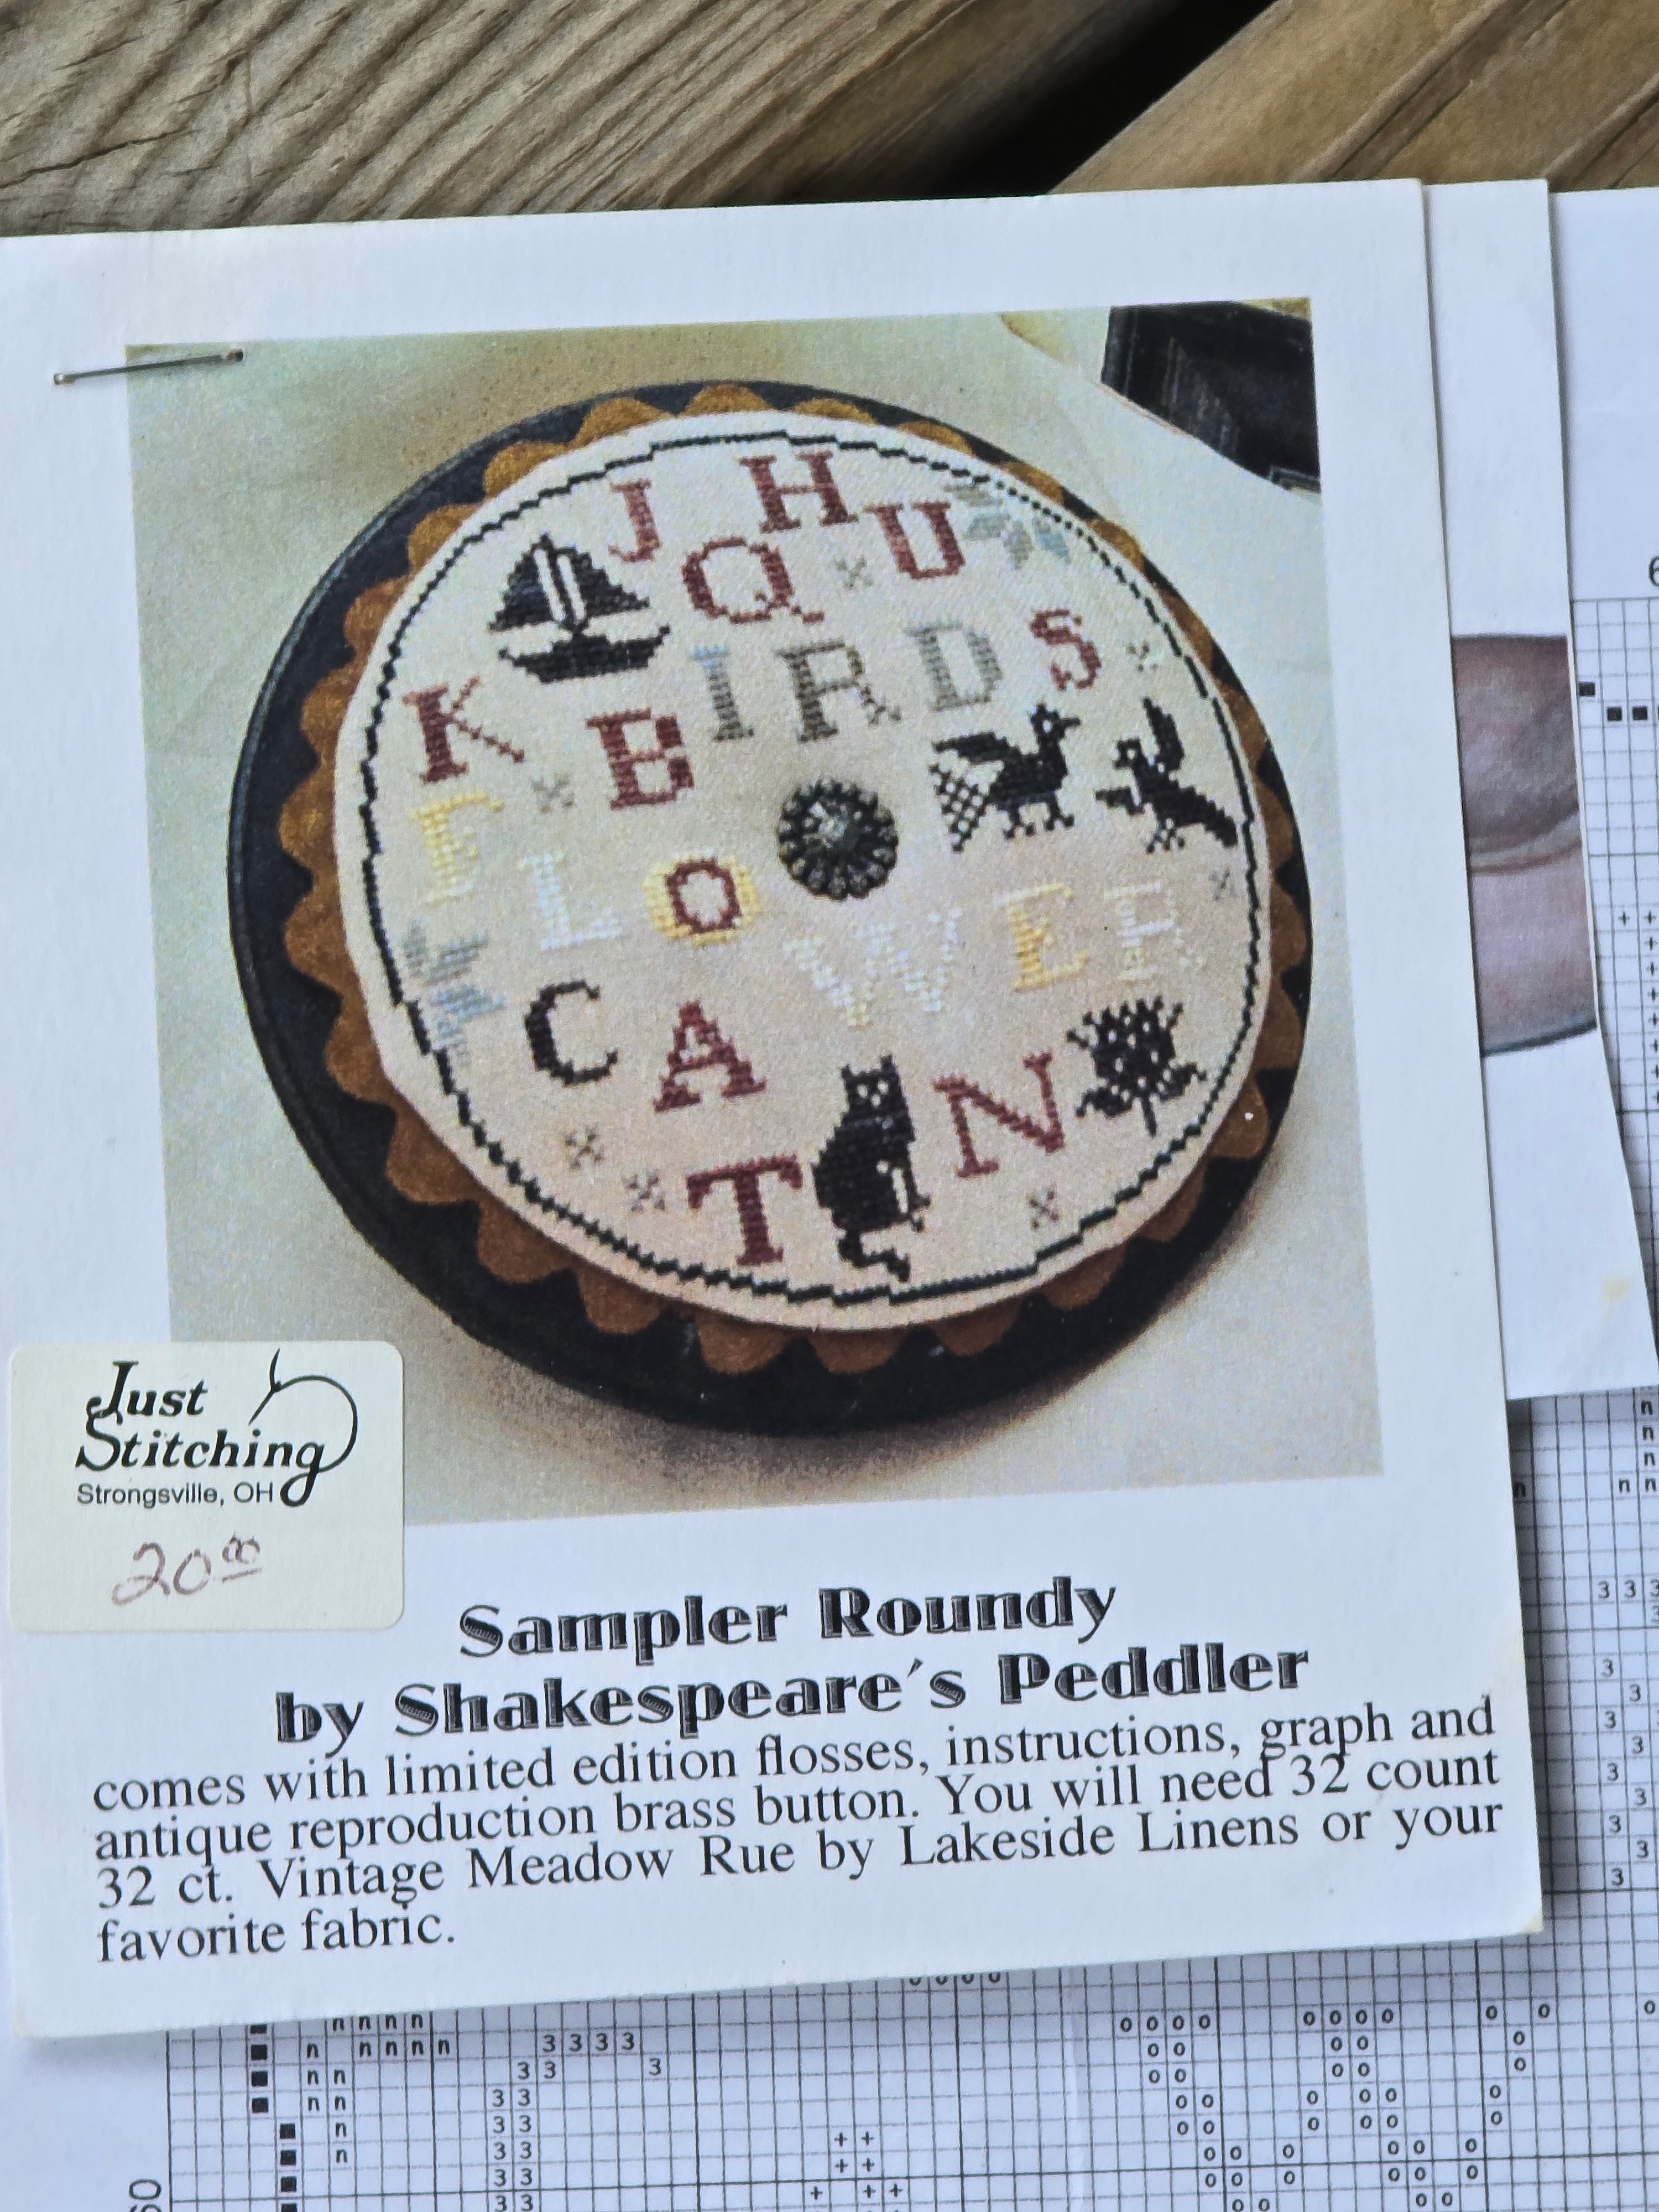 J H U
Q
I R D S
K B
F L O W E R
C A
T N
Just
Stitching
Strongsville, OH
20 00
Sampler Roundy
by Shakespeare's Peddler
comes with limited edition flosses, instructions, graph and
antique reproduction brass button. You will need 32 count
32 ct. Vintage Meadow Rue by Lakeside Linens or your
favorite fabric.